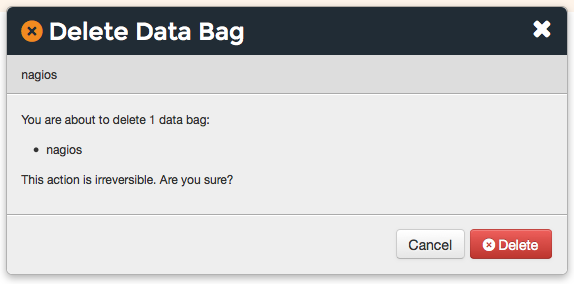 Delete Data Bag
nagios
You are about to delete 1 data bag:
• nagios
This action is irreversible. Are you sure?
Cancel
Delete